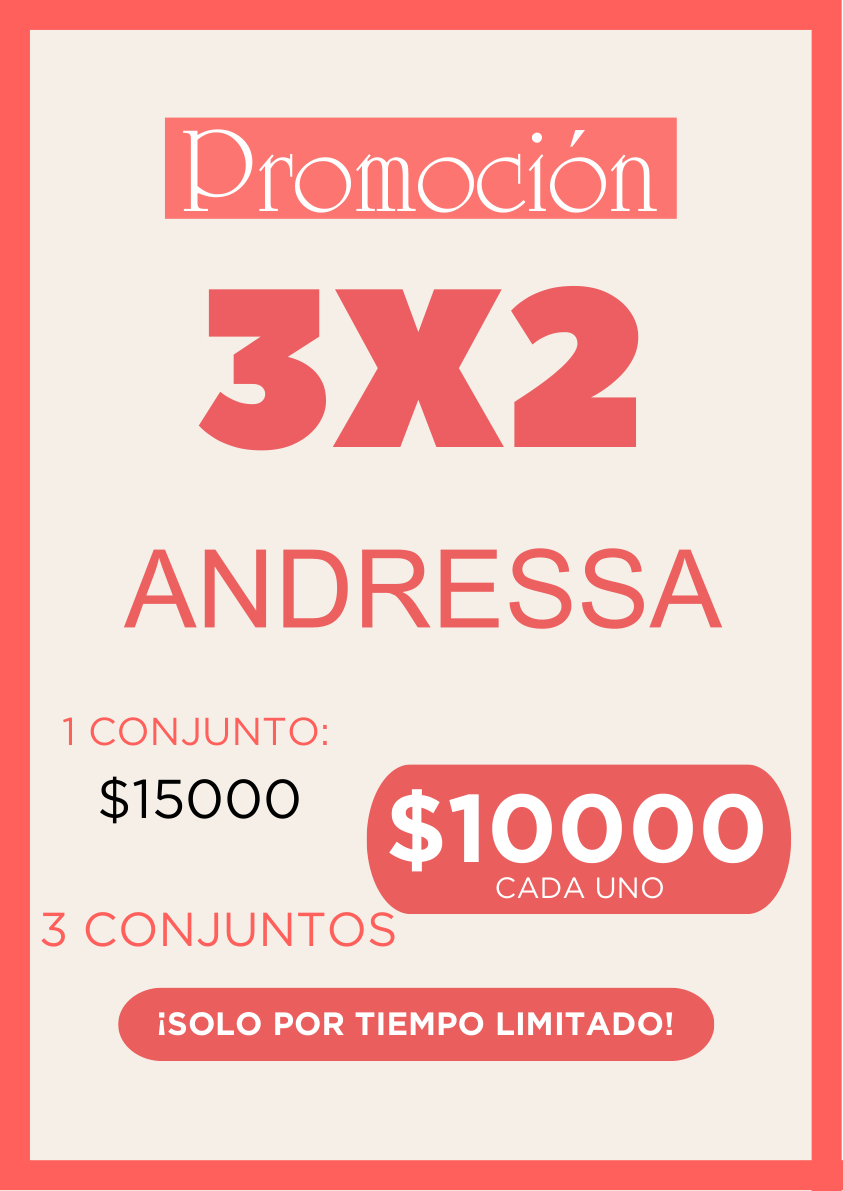 Promoción
3X2
ANDRESSA
1 CONJUNTO:
$15000
$10000
CADA UNO
3 CONJUNTOS
¡SOLO POR TIEMPO LIMITADO!